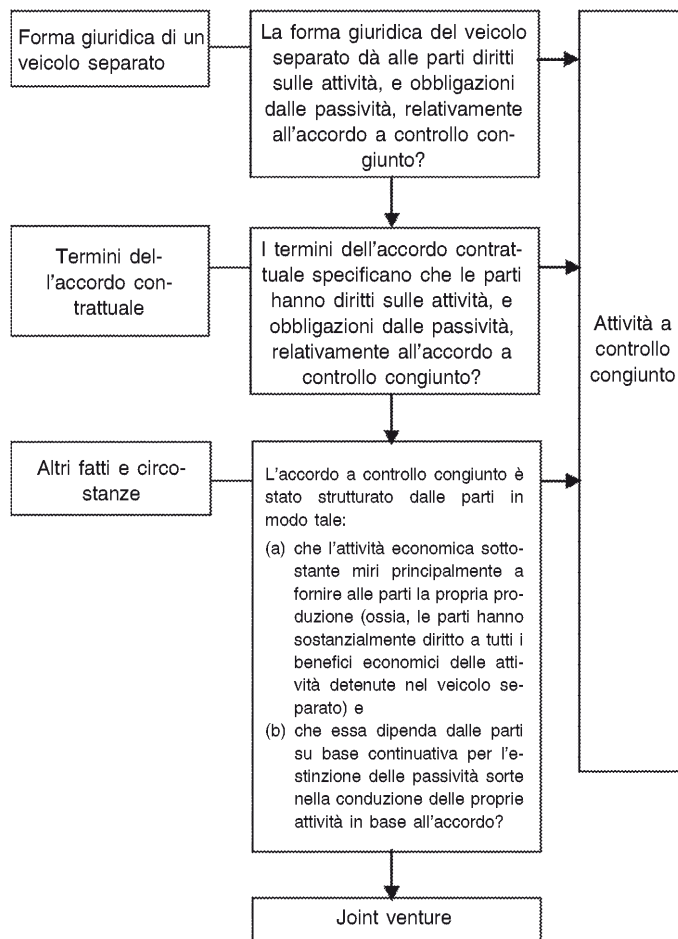 Forma giuridica di un
veicolo separato
La forma giuridica del veicolo
separato dà alle parti diritti
sulle attività, e obbligazioni
dalle passività, relativamente
all'accordo a controllo con-
giunto?
Termini del-
l'accordo con-
trattuale
I termini dell'accordo contrat-
tuale specificano che le parti
hanno diritti sulle attività, e
obbligazioni dalle passività,
relativamente all'accordo a
controllo congiunto?
Attività a
controllo
congiunto
Altri fatti e circo-
stanze
L'accordo a controllo congiunto è
stato strutturato dalle parti in
modo tale:
(a) che l'attività economica sotto-
stante miri principalmente a
fornire alle parti la propria pro-
duzione (ossia, le parti hanno
sostanzialmente diritto a tutti i
benefici economici delle atti-
vità detenute nel veicolo se-
parato) e
(b) che essa dipenda dalle parti
su base continuativa per l'e-
stinzione delle passività sorte
nella conduzione delle proprie
attività in base all'accordo?
Joint venture